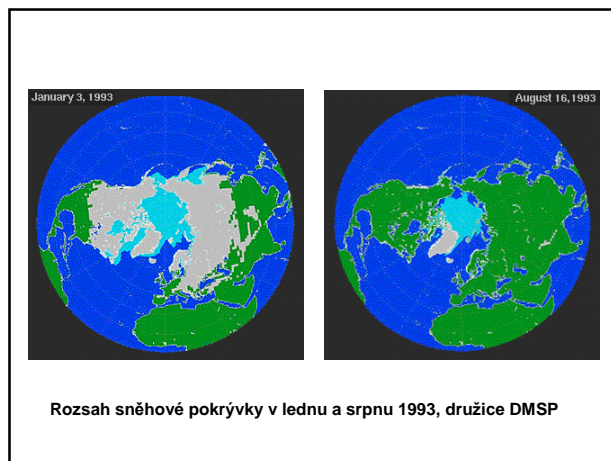 January 3, 1993
August 16,1993
Rozsah sněhové pokrývky v lednu a srpnu 1993, družice DMSP